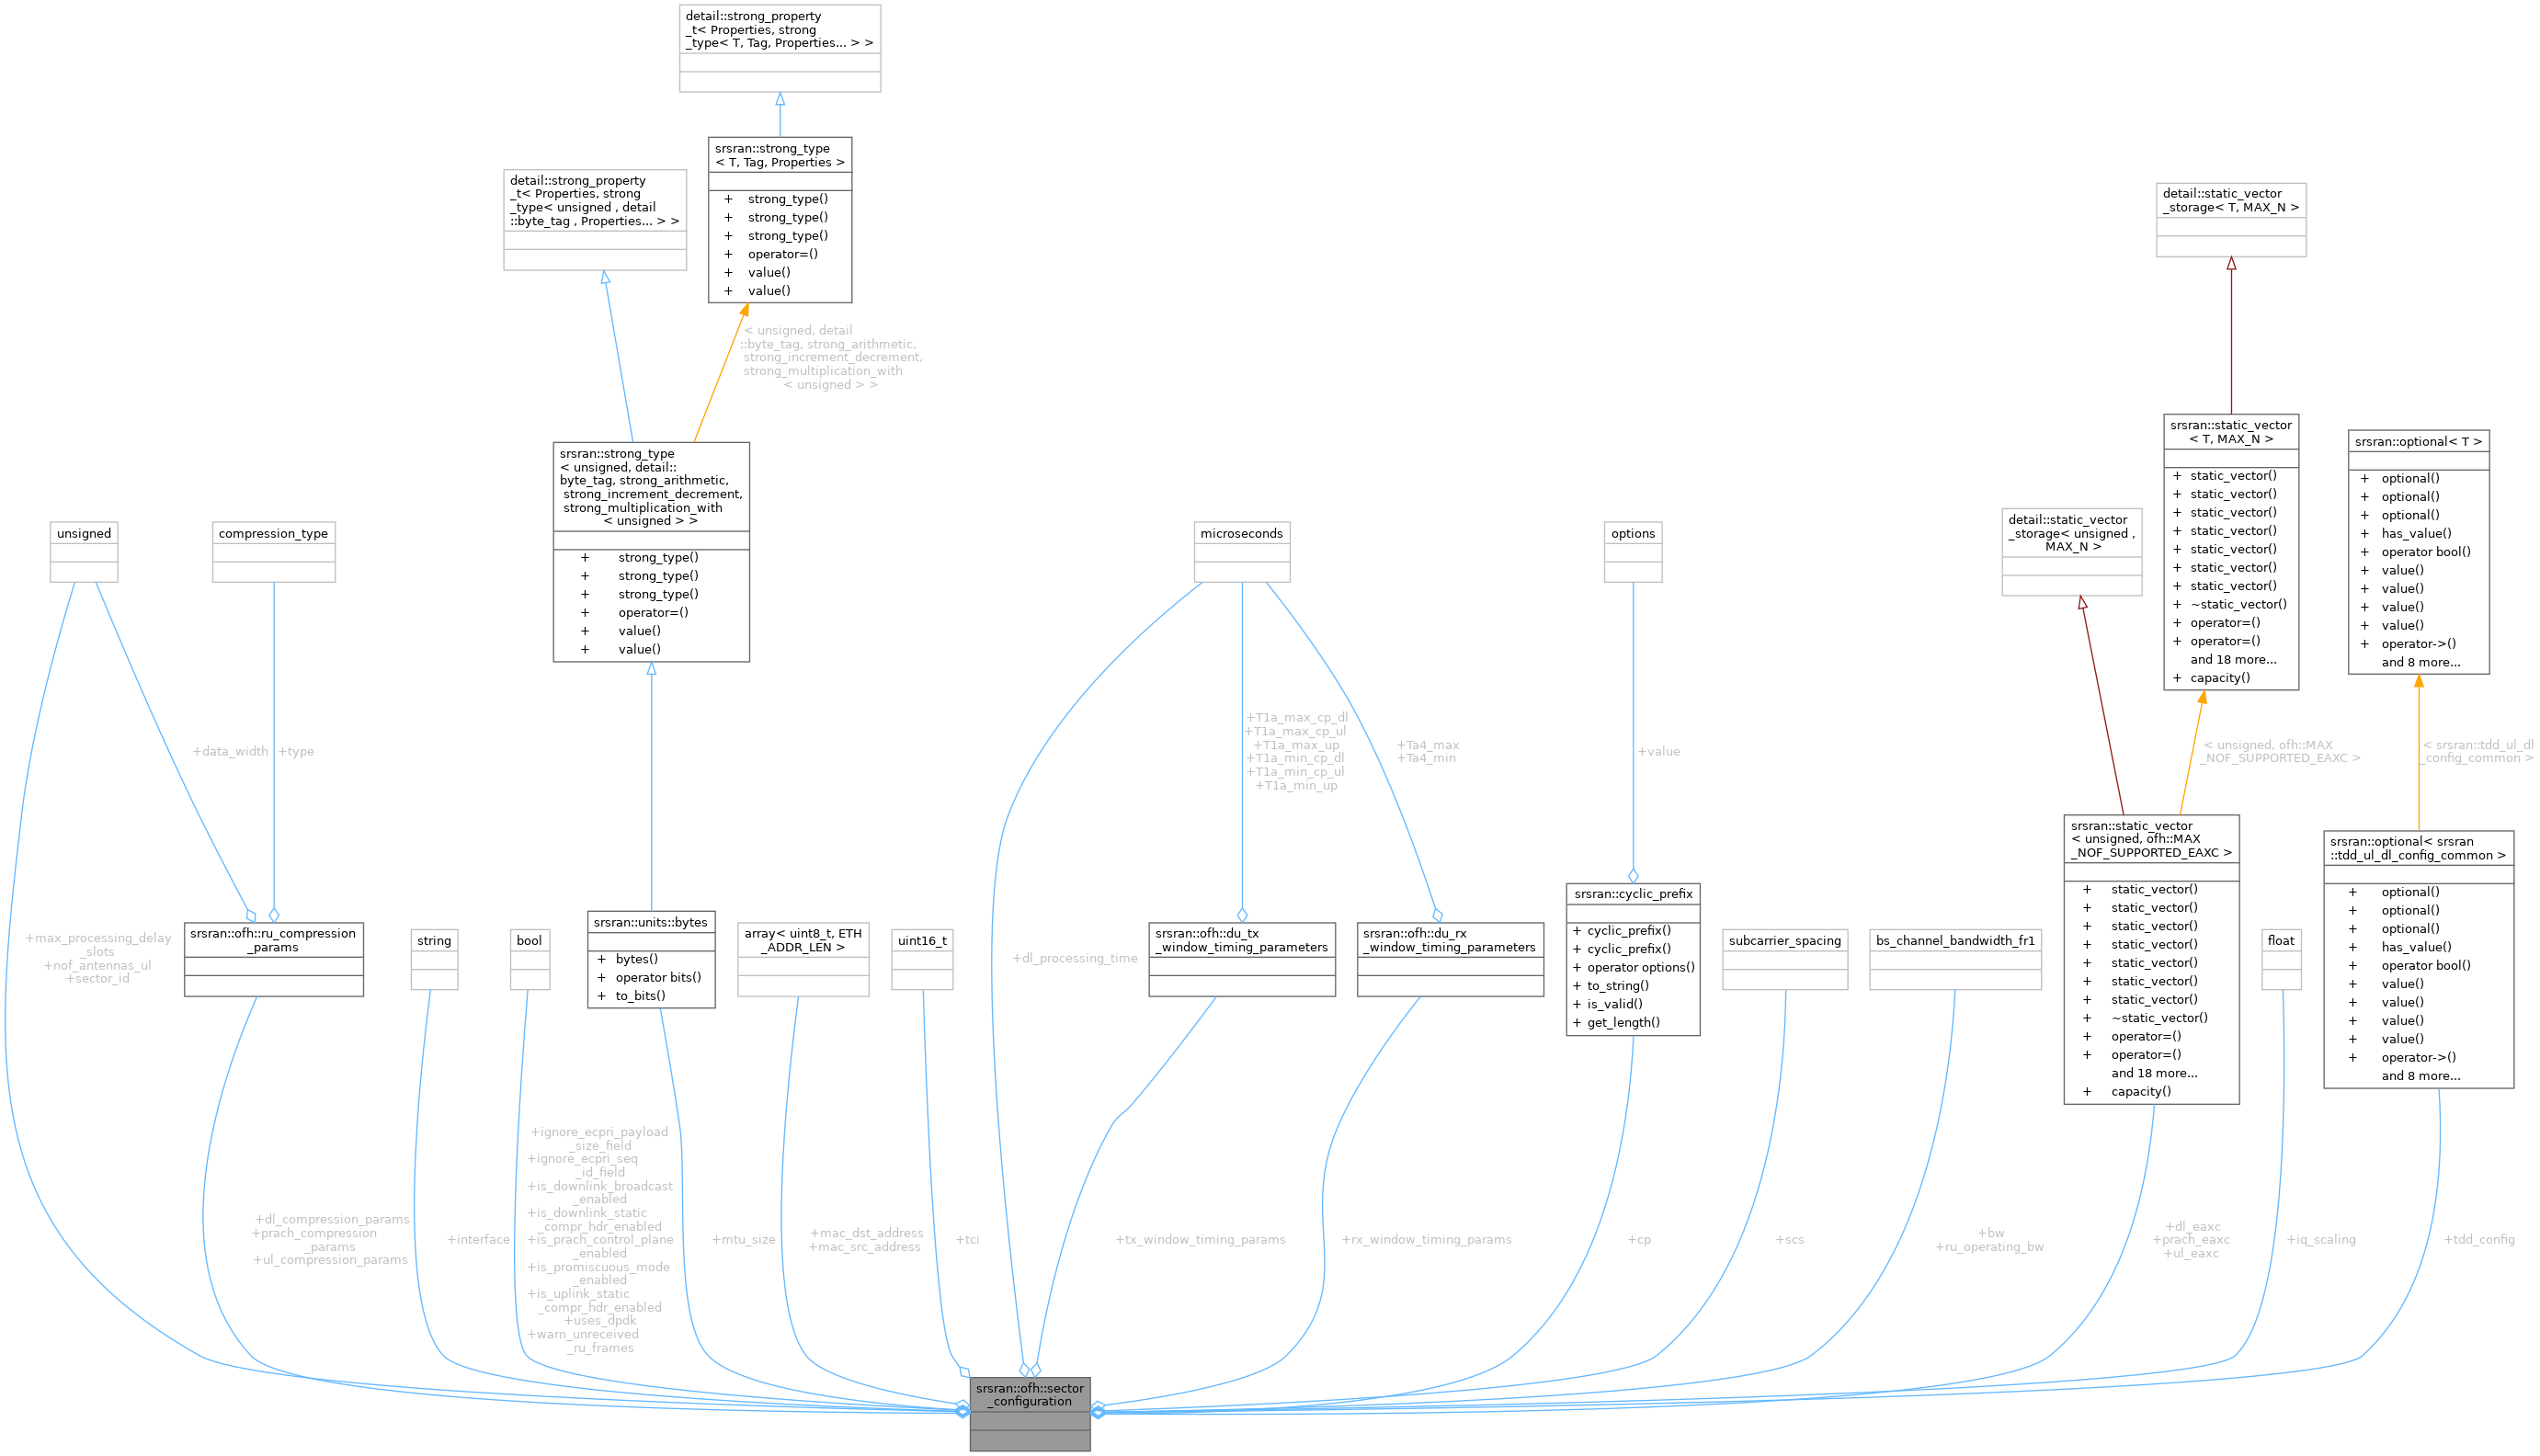 detail::strong_property
_t< Properties, strong
_type< T, Tag, Properties... > >
srsran::strong_type
< T, Tag, Properties >
+ strong_type()
+ strong_type()
+ strong_type()
+ operator=()
+ value()
+ value()
detail::strong_property
_t< Properties, strong
_type< unsigned , detail
::byte_tag , Properties... > >
< unsigned, detail
::byte_tag, strong_arithmetic,
strong_increment_decrement,
strong_multiplication_with
< unsigned > >
srsran::strong_type
< unsigned, detail::
byte_tag, strong_arithmetic,
strong_increment_decrement,
strong_multiplication_with
< unsigned > >
+ strong_type()
+ strong_type()
+ strong_type()
+ operator=()
+ value()
+ value()
detail::static_vector
_storage< T, MAX_N >
srsran::static_vector
< T, MAX_N >
+ static_vector()
+ static_vector()
+ static_vector()
+ static_vector()
+ static_vector()
+ static_vector()
+ static_vector()
+ ~static_vector()
+ operator=()
+ operator=()
and 18 more...
+ capacity()
srsran::optional< T >
+ optional()
+ optional()
+ optional()
+ has_value()
+ operator bool()
+ value()
+ value()
+ value()
+ value()
+ operator->()
and 8 more...
unsigned
compression_type
microseconds
options
detail::static_vector
_storage< unsigned ,
MAX_N >
+data_width
+type
+T1a_max_cp_dl
+T1a_max_cp_ul
+T1a_max_up
+T1a_min_cp_dl
+T1a_min_cp_ul
+T1a_min_up
+Ta4_max
+Ta4_min
+value
< unsigned, ofh::MAX
_NOF_SUPPORTED_EAXC >
< srsran::tdd_ul_dl
_config_common >
+max_processing_delay
_slots
+nof_antennas_ul
+sector_id
srsran::ofh::ru_compression
_params
string
bool
srsran::units::bytes
+ bytes()
+ operator bits()
+ to_bits()
array< uint8_t, ETH
_ADDR_LEN >
uint16_t
+dl_processing_time
srsran::ofh::du_tx
_window_timing_parameters
srsran::ofh::du_rx
_window_timing_parameters
srsran::cyclic_prefix
+ cyclic_prefix()
+ cyclic_prefix()
+ operator options()
+ to_string()
+ is_valid()
+ get_length()
subcarrier_spacing
bs_channel_bandwidth_fr1
srsran::static_vector
< unsigned, ofh::MAX
_NOF_SUPPORTED_EAXC >
+ static_vector()
+ static_vector()
+ static_vector()
+ static_vector()
+ static_vector()
+ static_vector()
+ static_vector()
+ ~static_vector()
+ operator=()
+ operator=()
and 18 more...
+ capacity()
float
srsran::optional< srsran
::tdd_ul_dl_config_common >
+ optional()
+ optional()
+ optional()
+ has_value()
+ operator bool()
+ value()
+ value()
+ value()
+ value()
+ operator->()
and 8 more...
+dl_compression_params
+prach_compression
_params
+ul_compression_params
+interface
+ignore_ecpri_payload
_size_field
+ignore_ecpri_seq
_id_field
+is_downlink_broadcast
_enabled
+is_downlink_static
_compr_hdr_enabled
+is_prach_control_plane
_enabled
+is_promiscuous_mode
_enabled
+is_uplink_static
_compr_hdr_enabled
+uses_dpdk
+warn_unreceived
_ru_frames
+mtu_size
+mac_dst_address
+mac_src_address
+tci
+tx_window_timing_params
+rx_window_timing_params
+cp
+scs
+bw
+ru_operating_bw
+dl_eaxc
+prach_eaxc
+ul_eaxc
+iq_scaling
+tdd_config
srsran::ofh::sector
_configuration